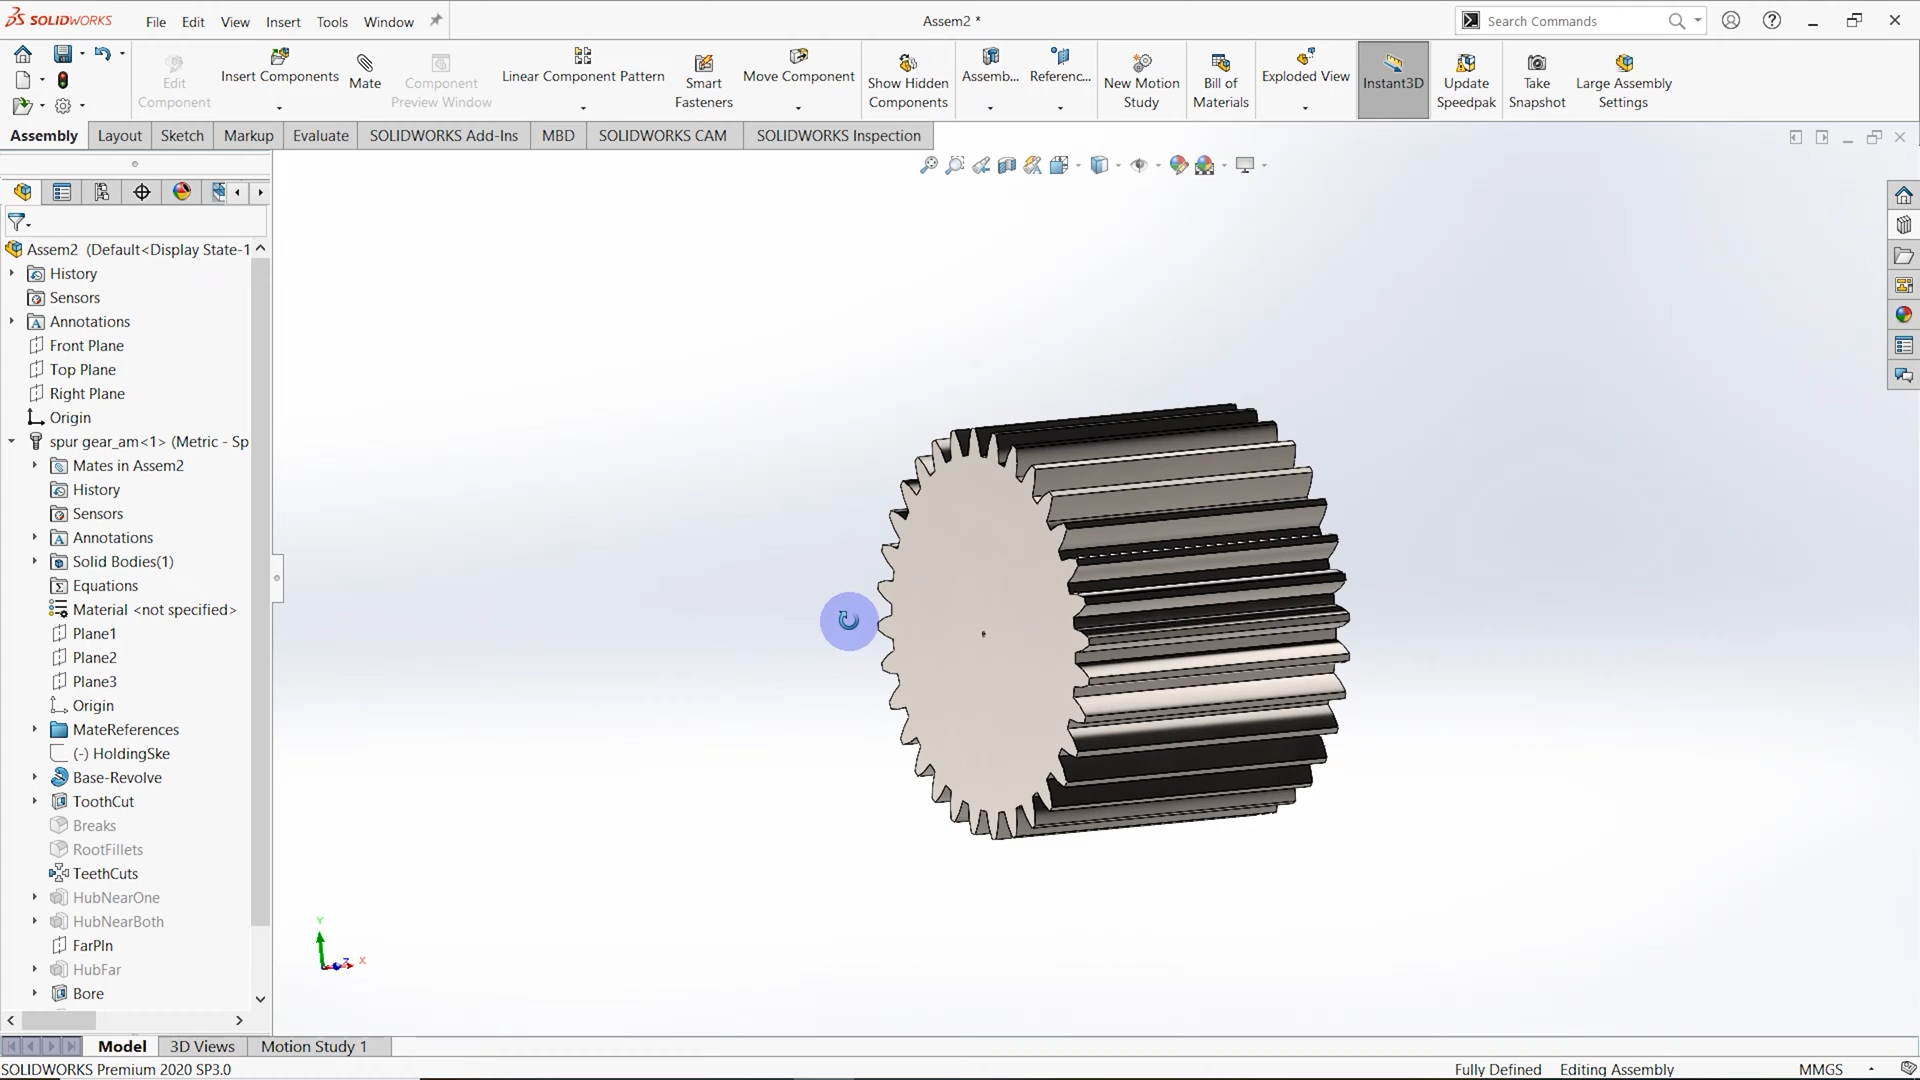 SOLIDWORKS File Edit View Insert Tools Window Assem2 * Search Commands
Edit Component
Insert Components
Mate
Component Preview Window
Linear Component Pattern
Smart Fasteners
Move Component
Show Hidden Components
Assemb...
Referenc...
New Motion Study
Bill of Materials
Exploded View
Instant3D
Update Speedpak
Take Snapshot
Large Assembly Settings
Assembly Layout Sketch Markup Evaluate SOLIDWORKS Add-Ins MBD SOLIDWORKS CAM SOLIDWORKS Inspection
Assem2 (Default<Display State-1
History
Sensors
Annotations
Front Plane
Top Plane
Right Plane
Origin
spur gear_am<1> (Metric - Sp
Mates in Assem2
History
Sensors
Annotations
Solid Bodies(1)
Equations
Material <not specified>
Plane1
Plane2
Plane3
Origin
MateReferences
(-) HoldingSke
Base-Revolve
ToothCut
Breaks
RootFillets
TeethCuts
HubNearOne
HubNearBoth
FarPln
HubFar
Bore
Y
Z X
Model 3D Views Motion Study 1
SOLIDWORKS Premium 2020 SP3.0 Fully Defined Editing Assembly MMGS